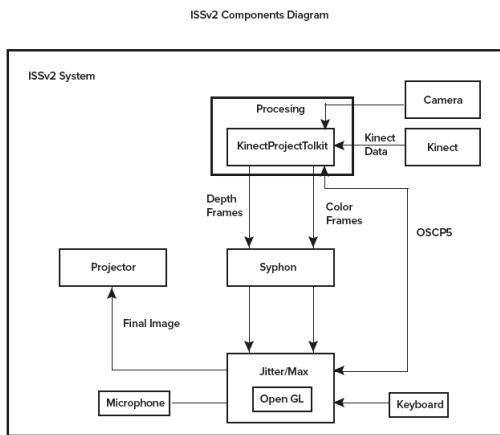 ISSv2 Components Diagram
ISSv2 System
Procesing
Camera
KinectProjectTolkit
Kinect
Data
Kinect
Depth
Frames
Color
Frames
OSCP5
Projector
Syphon
Final Image
Jitter/Max
Open GL
Microphone
Keyboard